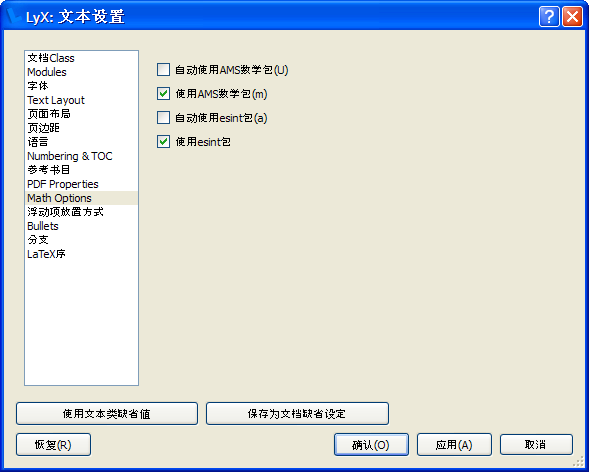 LyX: 文本设置
文档Class
Modules
字体
Text Layout
页面布局
页边距
语言
Numbering & TOC
参考书目
PDF Properties
Math Options
浮动项放置方式
Bullets
分支
LaTeX序
自动使用AMS数学包(U)
使用AMS数学包(m)
自动使用esint包(a)
使用esint包
使用文本类缺省值
保存为文档缺省设定
恢复(R)
确认(O)
应用(A)
取消